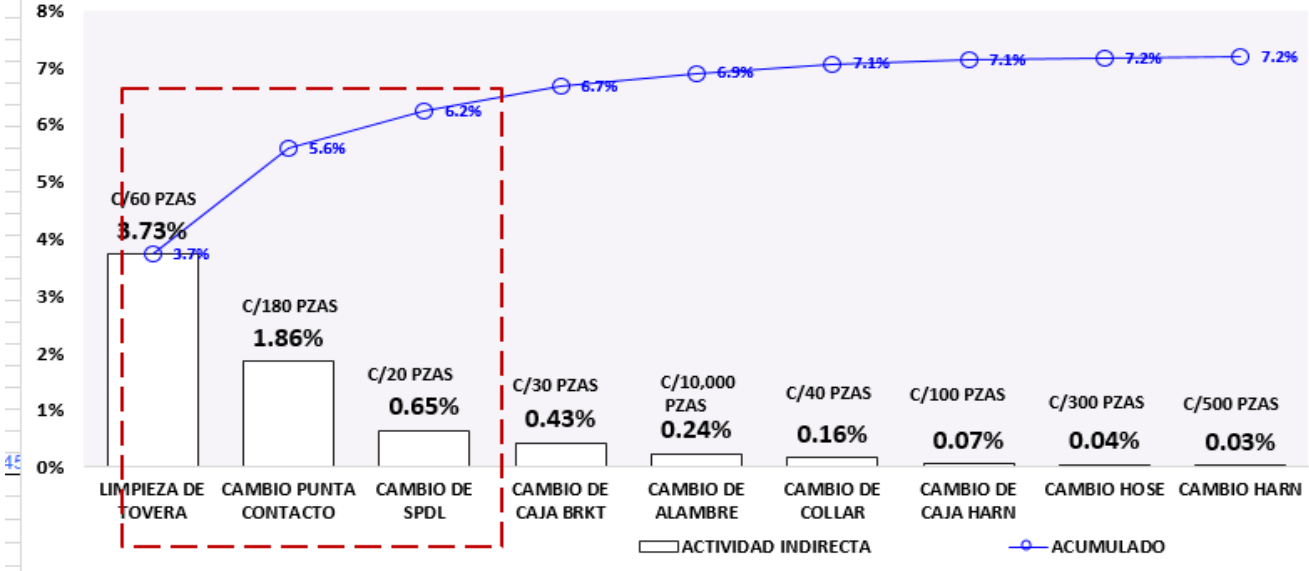 8%
7%
6%
5%
4%
3%
2%
1%
0%
45
C/60 PZAS
3.73%
C/180 PZAS
1.86%
C/20 PZAS
0.65%
C/30 PZAS
0.43%
C/10,000
PZAS
0.24%
C/40 PZAS
0.16%
C/100 PZAS
0.07%
C/300 PZAS
0.04%
C/500 PZAS
0.03%
3.7%
5.6%
6.2%
6.7%
6.9%
7.1%
7.1%
7.2%
7.2%
LIMPIEZA DE
TOVERA
CAMBIO PUNTA
CONTACTO
CAMBIO DE
SPDL
CAMBIO DE
CAJA BRKT
CAMBIO DE
ALAMBRE
CAMBIO DE
COLLAR
CAMBIO DE
CAJA HARN
CAMBIO HOSE
CAMBIO HARN
ACTIVIDAD INDIRECTA
ACUMULADO